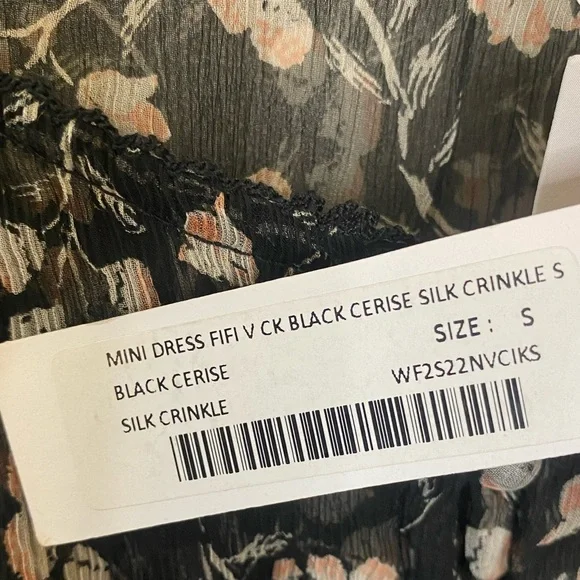 MINI DRESS FIFI V CK BLACK CERISE SILK CRINKLE S
SIZE : S
BLACK CERISE
WF2S22NVCIKS
SILK CRINKLE